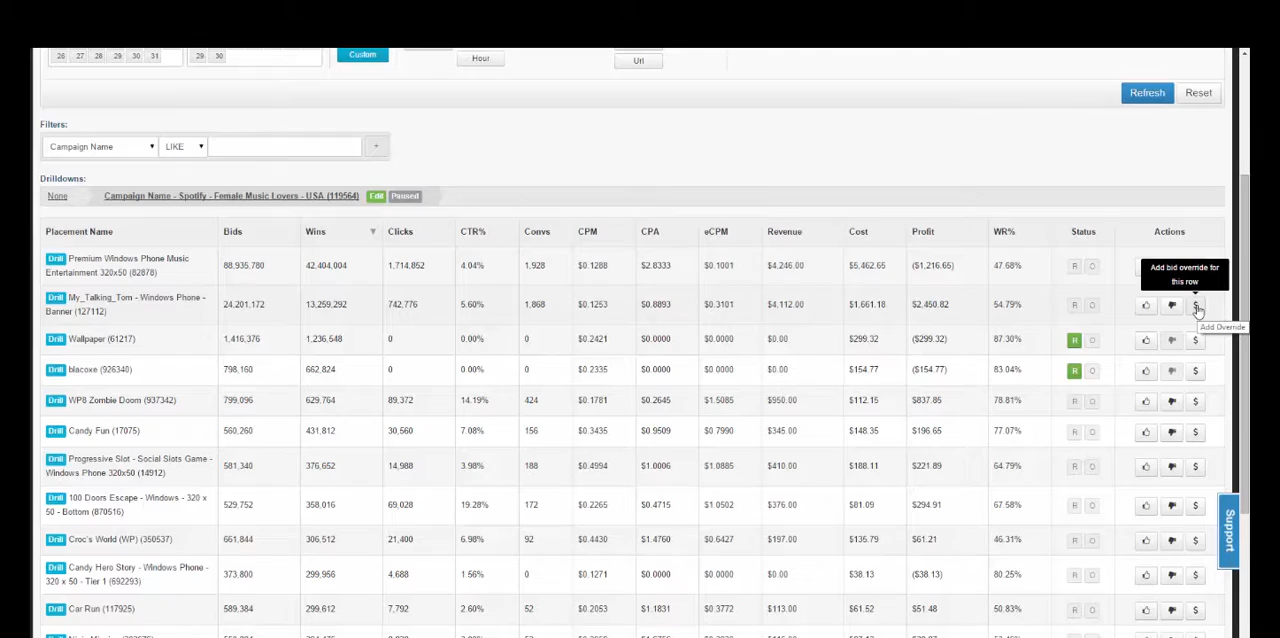 26 27 28 29 30 31 29 30 Custom Hour Url
Refresh Reset
Filters:
Campaign Name LIKE +
Drilldowns:
None Campaign Name - Spotify - Female Music Lovers - USA (119564) Edit Paused
Placement Name Bids Wins Clicks CTR% Convs CPM CPA eCPM Revenue Cost Profit WR% Status Actions
Drill Premium Windows Phone Music
Entertainment 320x50 (82878) 88,935,780 42,404,004 1,714,852 4.04% 1,928 $0.1288 $2.8333 $0.1001 $4,246.00 $5,462.65 ($1,216.65) 47.68% R O
Add bid override for
this row
Drill My_Talking_Tom - Windows Phone -
Banner (127112) 24,201,172 13,259,292 742,776 5.60% 1,868 $0.1253 $0.8893 $0.3101 $4,112.00 $1,661.18 $2,450.82 54.79% R O $
Add Override
Drill Wallpaper (61217) 1,416,376 1,236,548 0 0.00% 0 $0.2421 $0.0000 $0.0000 $0.00 $299.32 ($299.32) 87.30% R O $
Drill blacoxe (926340) 798,160 662,824 0 0.00% 0 $0.2335 $0.0000 $0.0000 $0.00 $154.77 ($154.77) 83.04% R O $
Drill WP8 Zombie Doom (937342) 799,096 629,764 89,372 14.19% 424 $0.1781 $0.2645 $1.5085 $950.00 $112.15 $837.85 78.81% R O $
Drill Candy Fun (17075) 560,260 431,812 30,560 7.08% 156 $0.3435 $0.9509 $0.7990 $345.00 $148.35 $196.65 77.07% R O $
Drill Progressive Slot - Social Slots Game -
Windows Phone 320x50 (14912) 581,340 376,652 14,988 3.98% 188 $0.4994 $1.0006 $1.0885 $410.00 $188.11 $221.89 64.79% R O $
Drill 100 Doors Escape - Windows - 320 x
50 - Bottom (870516) 529,752 358,016 69,028 19.28% 172 $0.2265 $0.4715 $1.0502 $376.00 $81.09 $294.91 67.58% R O $
Support
Drill Croc's World (WP) (350537) 661,844 306,512 21,400 6.98% 92 $0.4430 $1.4760 $0.6427 $197.00 $135.79 $61.21 46.31% R O $
Drill Candy Hero Story - Windows Phone -
320 x 50 - Tier 1 (692293) 373,800 299,956 4,688 1.56% 0 $0.1271 $0.0000 $0.0000 $0.00 $38.13 ($38.13) 80.25% R O $
Drill Car Run (117925) 589,384 299,612 7,792 2.60% 52 $0.2053 $1.1831 $0.3772 $113.00 $61.52 $51.48 50.83% R O $